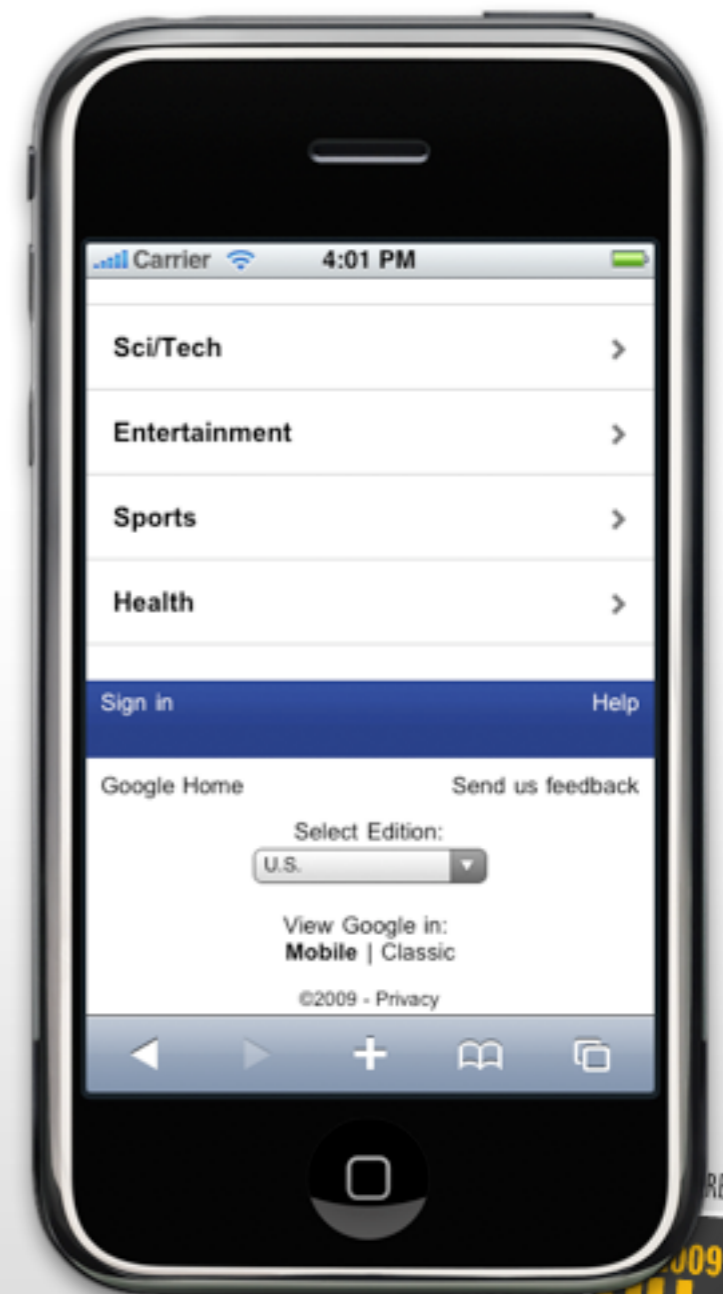 Carrier 4:01 PM
Sci/Tech
Entertainment
Sports
Health
Sign in Help
Google Home Send us feedback
Select Edition:
U.S.
View Google in:
Mobile | Classic
©2009 - Privacy